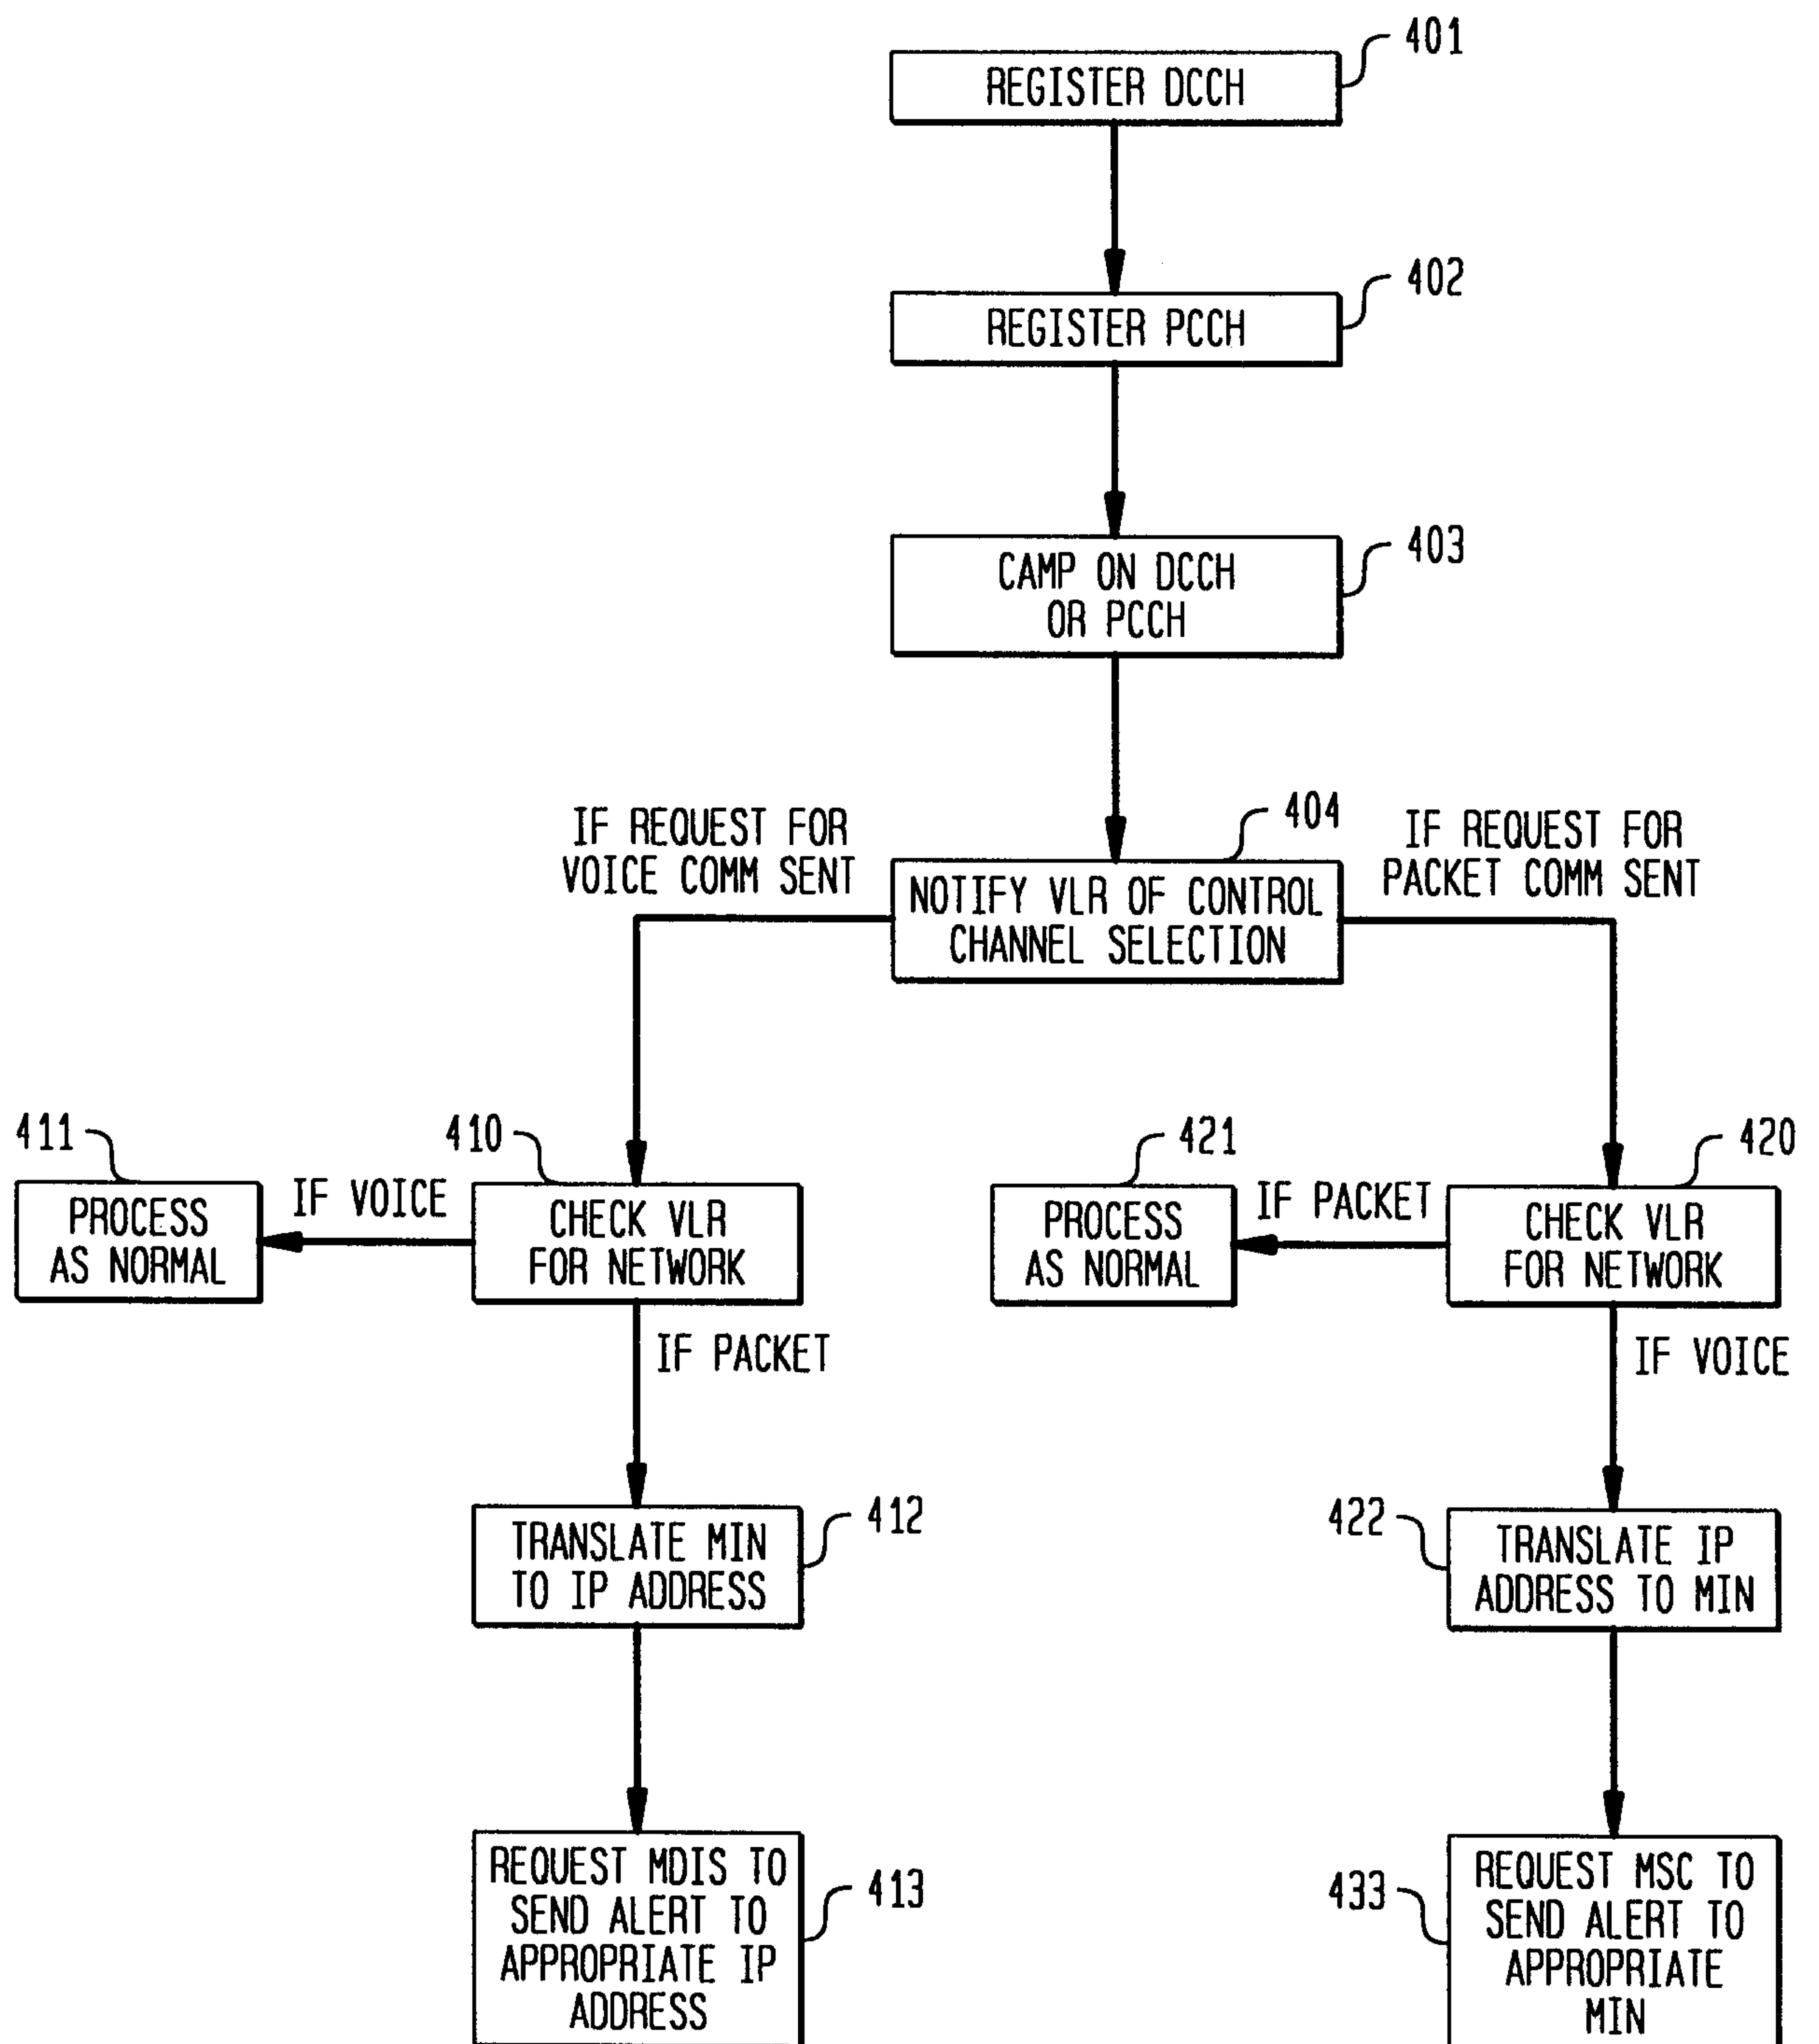 401
REGISTER DCCH
402
REGISTER PCCH
403
CAMP ON DCCH
OR PCCH
404
IF REQUEST FOR
VOICE COMM SENT
IF REQUEST FOR
PACKET COMM SENT
NOTIFY VLR OF CONTROL
CHANNEL SELECTION
411
410
421
420
PROCESS
AS NORMAL
IF VOICE
CHECK VLR
FOR NETWORK
PROCESS
AS NORMAL
IF PACKET
CHECK VLR
FOR NETWORK
IF PACKET
IF VOICE
412
TRANSLATE MIN
TO IP ADDRESS
422
TRANSLATE IP
ADDRESS TO MIN
413
REQUEST MDIS TO
SEND ALERT TO
APPROPRIATE IP
ADDRESS
433
REQUEST MSC TO
SEND ALERT TO
APPROPRIATE
MIN